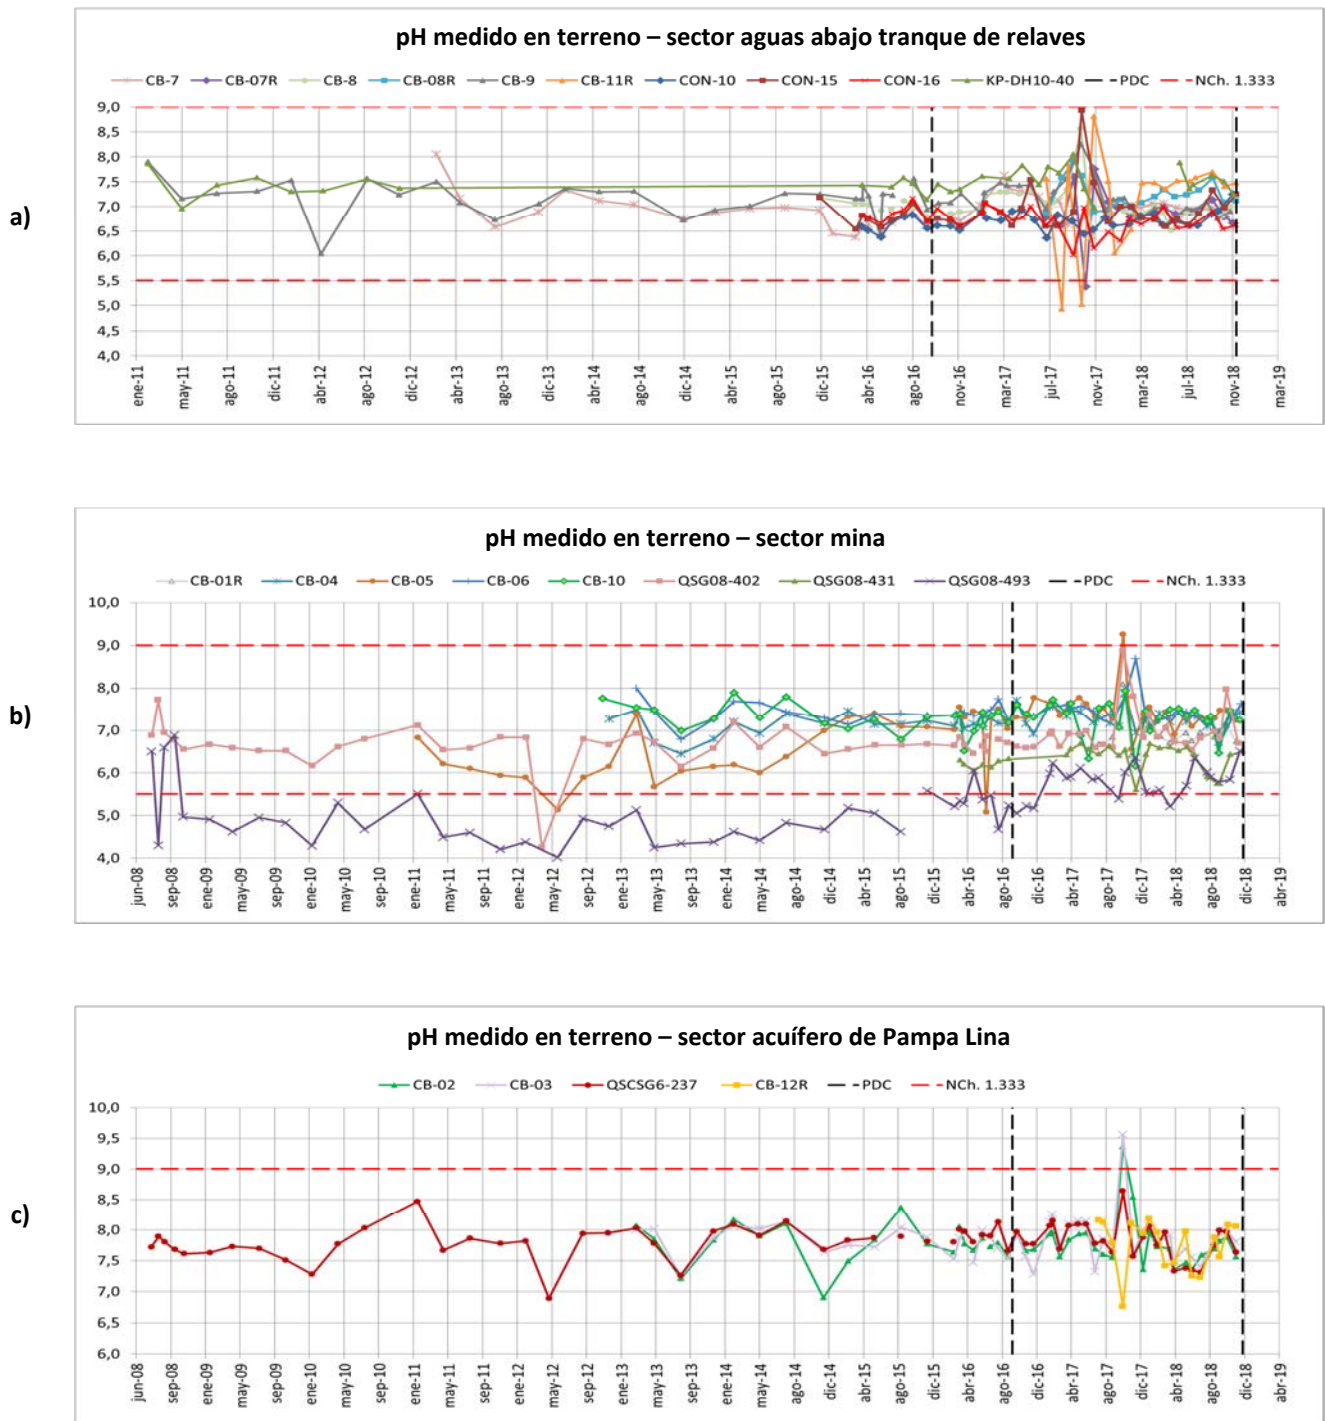 a)
pH medido en terreno – sector aguas abajo tranque de relaves
CB-7 CB-07R CB-8 CB-08R CB-9 CB-11R CON-10 CON-15 CON-16 KP-DH10-40 PDC NCh. 1.333
9,0
8,5
8,0
7,5
7,0
6,5
6,0
5,5
5,0
4,5
4,0
ene-11 may-11 ago-11 dic-11 abr-12 ago-12 dic-12 abr-13 ago-13 dic-13 abr-14 ago-14 dic-14 abr-15 ago-15 dic-15 abr-16 ago-16 nov-16 mar-17 jul-17 nov-17 mar-18 jul-18 nov-18 mar-19
b)
pH medido en terreno – sector mina
CB-01R CB-04 CB-05 CB-06 CB-10 QSG08-402 QSG08-431 QSG08-493 PDC NCh. 1.333
10,0
9,0
8,0
7,0
6,0
5,0
4,0
jun-08 sep-08 ene-09 may-09 sep-09 ene-10 may-10 sep-10 ene-11 may-11 sep-11 ene-12 may-12 sep-12 ene-13 may-13 sep-13 ene-14 may-14 ago-14 dic-14 abr-15 ago-15 dic-15 abr-16 ago-16 dic-16 abr-17 ago-17 dic-17 abr-18 ago-18 dic-18 abr-19
c)
pH medido en terreno – sector acuífero de Pampa Lina
CB-02 CB-03 QSCSG6-237 CB-12R PDC NCh. 1.333
10,0
9,5
9,0
8,5
8,0
7,5
7,0
6,5
6,0
jun-08 sep-08 ene-09 may-09 sep-09 ene-10 may-10 sep-10 ene-11 may-11 sep-11 ene-12 may-12 sep-12 ene-13 may-13 sep-13 ene-14 may-14 ago-14 dic-14 abr-15 ago-15 dic-15 abr-16 ago-16 dic-16 abr-17 ago-17 dic-17 abr-18 ago-18 dic-18 abr-19